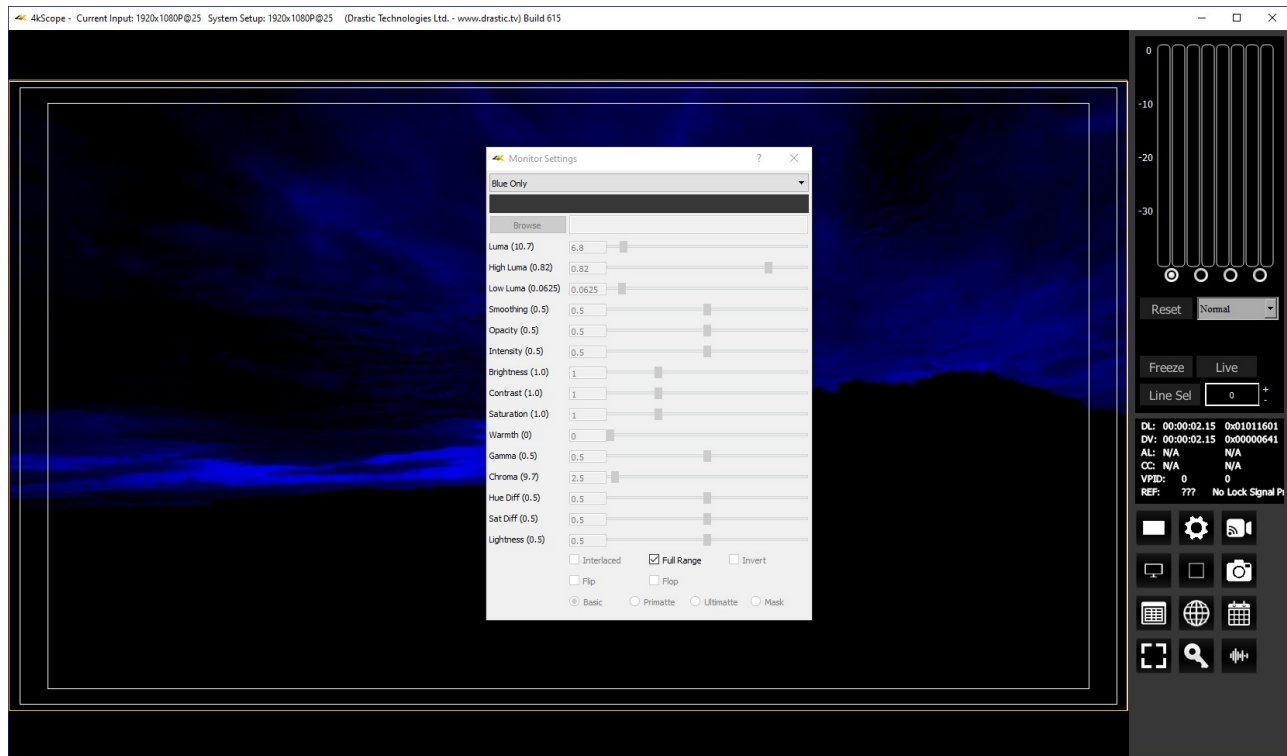 4kScope - Current Input: 1920x1080P@25 System Setup: 1920x1080P@25 (Drastic Technologies Ltd. - www.drastic.tv) Build 615
Monitor Settings
Blue Only
Browse
Luma (10.7) 6.8
High Luma (0.82) 0.82
Low Luma (0.0625) 0.0625
Smoothing (0.5) 0.5
Opacity (0.5) 0.5
Intensity (0.5) 0.5
Brightness (1.0) 1
Contrast (1.0) 1
Saturation (1.0) 1
Warmth (0) 0
Gamma (0.5) 0.5
Chroma (9.7) 2.5
Hue Diff (0.5) 0.5
Sat Diff (0.5) 0.5
Lightness (0.5) 0.5
Interlaced Full Range Invert
Flip Flop
Basic Primatte Ultimatte Mask
0
-10
-20
-30
Reset Normal
Freeze Live
Line Sel 0 + -
DL: 00:00:02.15 0x01011601
DV: 00:00:02.15 0x00000641
AL: N/A N/A
CC: N/A N/A
VPID: 0 0
REF: ??? No Lock Signal